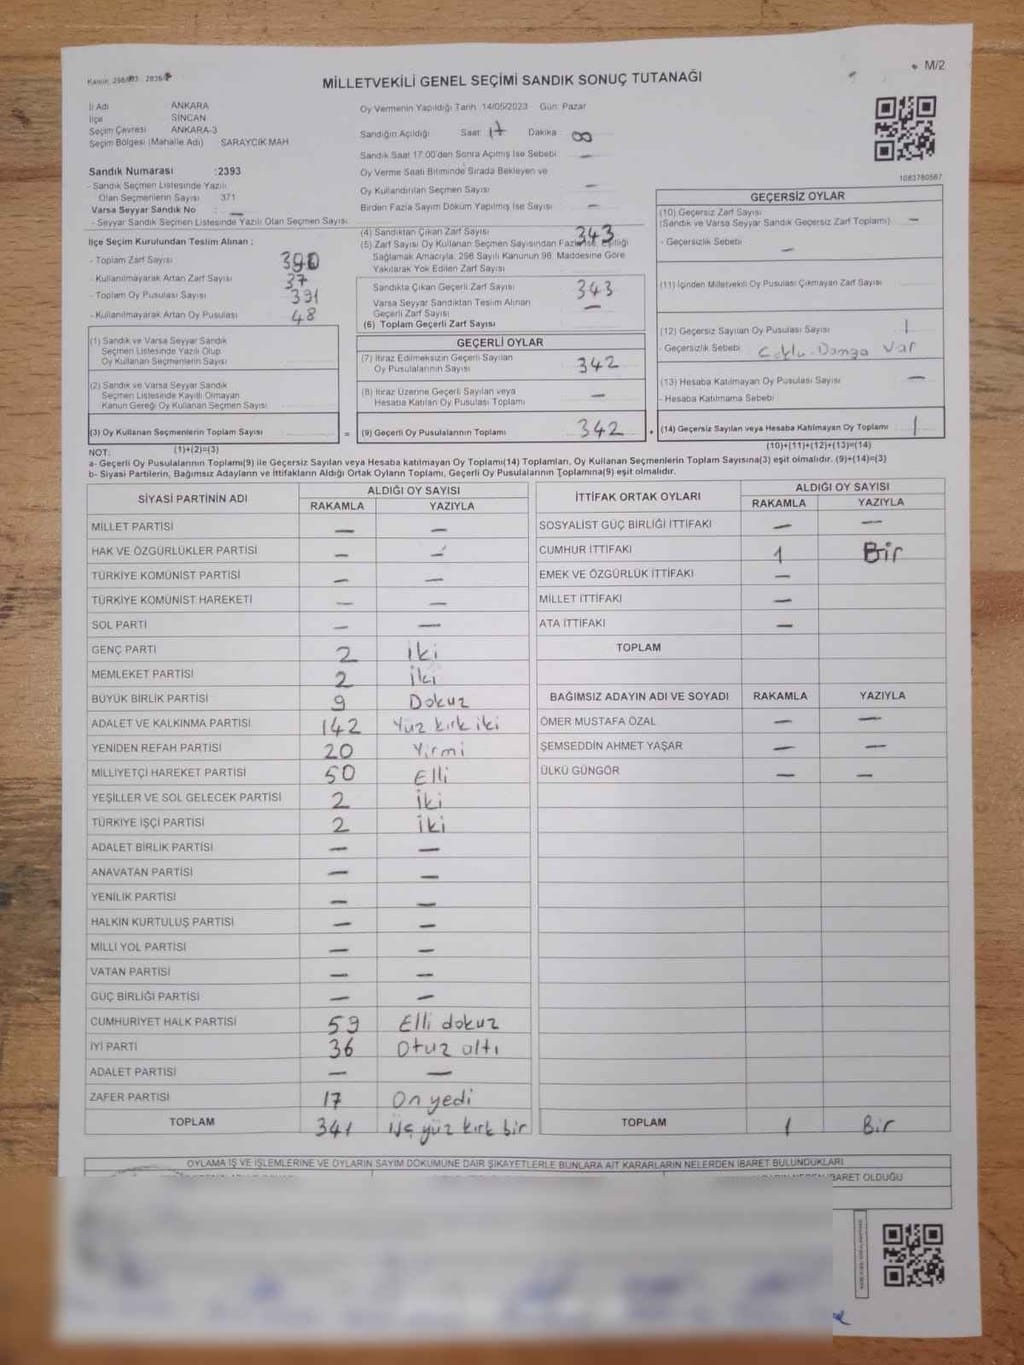 MİLLETVEKİLİ GENEL SEÇİMİ SANDIK SONUÇ TUTANAĞI
M/2
İl Adı ANKARA
İlçe SİNCAN
Seçim Çevresi ANKARA-3
Seçim Bölgesi (Mahalle Adı) SARAYCIK MAH
Sandık Numarası :2393
- Sandık Seçmen Listesinde Yazılı
Olan Seçmenlerin Sayısı 371
Varsa Seyyar Sandık No : —
- Seyyar Sandık Seçmen Listesinde Yazılı Olan Seçmen Sayısı
Oy Vermenin Yapıldığı Tarih 14/05/2023 Gün: Pazar
Sandığın Açıldığı Saat 17 Dakika 00
Sandık Saat 17:00'den Sonra Açılmış İse Sebebi —
Oy Verme Saati Bitiminde Sırada Bekleyen ve
Oy Kullandırılan Seçmen Sayısı —
Birden Fazla Sayım Döküm Yapılmış İse Sayısı —
1083780587
İlçe Seçim Kurulundan Teslim Alınan :
- Toplam Zarf Sayısı
- Kullanılmayarak Artan Zarf Sayısı 37
- Toplam Oy Pusulası Sayısı 391
- Kullanılmayarak Artan Oy Pusulası 48
(1) Sandık ve Varsa Seyyar Sandık
Seçmen Listesinde Yazılı Olup
Oy Kullanan Seçmenlerin Sayısı
(2) Sandık ve Varsa Seyyar Sandık
Seçmen Listesinde Kayıtlı Olmayan
Kanun Gereği Oy Kullanan Seçmen Sayısı
(3) Oy Kullanan Seçmenlerin Toplam Sayısı =
(1)+(2)=(3)
(4) Sandıktan Çıkan Zarf Sayısı 343
(5) Zarf Sayısı Oy Kullanan Seçmen Sayısından Fazla İse, Eşitliği
Sağlamak Amacıyla, 298 Sayılı Kanunun 98. Maddesine Göre
Yakılarak Yok Edilen Zarf Sayısı
Sandıkta Çıkan Geçerli Zarf Sayısı 343
Varsa Seyyar Sandıktan Teslim Alınan
Geçerli Zarf Sayısı —
(6) Toplam Geçerli Zarf Sayısı
GEÇERLİ OYLAR
(7) İtiraz Edilmeksizin Geçerli Sayılan
Oy Pusulalarının Sayısı 342
(8) İtiraz Üzerine Geçerli Sayılan veya
Hesaba Katılan Oy Pusulası Toplamı —
(9) Geçerli Oy Pusulalarının Toplamı 342
GEÇERSİZ OYLAR
(10) Geçersiz Zarf Sayısı
(Sandık ve Varsa Seyyar Sandık Geçersiz Zarf Toplamı) —
- Geçersizlik Sebebi —
(11) İçinden Milletvekili Oy Pusulası Çıkmayan Zarf Sayısı
(12) Geçersiz Sayılan Oy Pusulası Sayısı 1
- Geçersizlik Sebebi Çoklu Damga Var
(13) Hesaba Katılmayan Oy Pusulası Sayısı —
- Hesaba Katılmama Sebebi
(14) Geçersiz Sayılan veya Hesaba Katılmayan Oy Toplamı 1
(10)+(11)+(12)+(13)=(14)
NOT:
a- Geçerli Oy Pusulalarının Toplamı(9) ile Geçersiz Sayılan veya Hesaba katılmayan Oy Toplamı(14) Toplamları, Oy Kullanan Seçmenlerin Toplam Sayısına(3) eşit olmalıdır. (9)+(14)=(3)
b- Siyasi Partilerin, Bağımsız Adayların ve İttifakların Aldığı Ortak Oyların Toplamı, Geçerli Oy Pusulalarının Toplamına(9) eşit olmalıdır.
SİYASİ PARTİNİN ADI ALDIĞI OY SAYISI
RAKAMLA YAZIYLA
MİLLET PARTİSİ — —
HAK VE ÖZGÜRLÜKLER PARTİSİ — —
TÜRKİYE KOMÜNİST PARTİSİ — —
TÜRKİYE KOMÜNİST HAREKETİ — —
SOL PARTİ — —
GENÇ PARTİ 2 iki
MEMLEKET PARTİSİ 2 iki
BÜYÜK BİRLİK PARTİSİ 9 Dokuz
ADALET VE KALKINMA PARTİSİ 142 Yüz kırk iki
YENİDEN REFAH PARTİSİ 20 Yirmi
MİLLİYETÇİ HAREKET PARTİSİ 50 Elli
YEŞİLLER VE SOL GELECEK PARTİSİ 2 iki
TÜRKİYE İŞÇİ PARTİSİ 2 iki
ADALET BİRLİK PARTİSİ — —
ANAVATAN PARTİSİ — —
YENİLİK PARTİSİ — —
HALKIN KURTULUŞ PARTİSİ — —
MİLLİ YOL PARTİSİ — —
VATAN PARTİSİ — —
GÜÇ BİRLİĞİ PARTİSİ — —
CUMHURİYET HALK PARTİSİ 59 Elli dokuz
İYİ PARTİ 36 Otuz altı
ADALET PARTİSİ — —
ZAFER PARTİSİ 17 On yedi
TOPLAM 341 üç yüz kırk bir
İTTİFAK ORTAK OYLARI ALDIĞI OY SAYISI
RAKAMLA YAZIYLA
SOSYALİST GÜÇ BİRLİĞİ İTTİFAKI — —
CUMHUR İTTİFAKI 1 Bir
EMEK VE ÖZGÜRLÜK İTTİFAKI —
MİLLET İTTİFAKI —
ATA İTTİFAKI —
TOPLAM
BAĞIMSIZ ADAYIN ADI VE SOYADI RAKAMLA YAZIYLA
ÖMER MUSTAFA ÖZAL — —
ŞEMSEDDİN AHMET YAŞAR — —
ÜLKÜ GÜNGÖR — —
TOPLAM 1 Bir
OYLAMA İŞ VE İŞLEMLERİNE VE OYLARIN SAYIM DÖKÜMÜNE DAİR ŞİKAYETLERLE BUNLARA AİT KARARLARIN NELERDEN İBARET BULUNDUKLARI
İBARET OLDUĞU